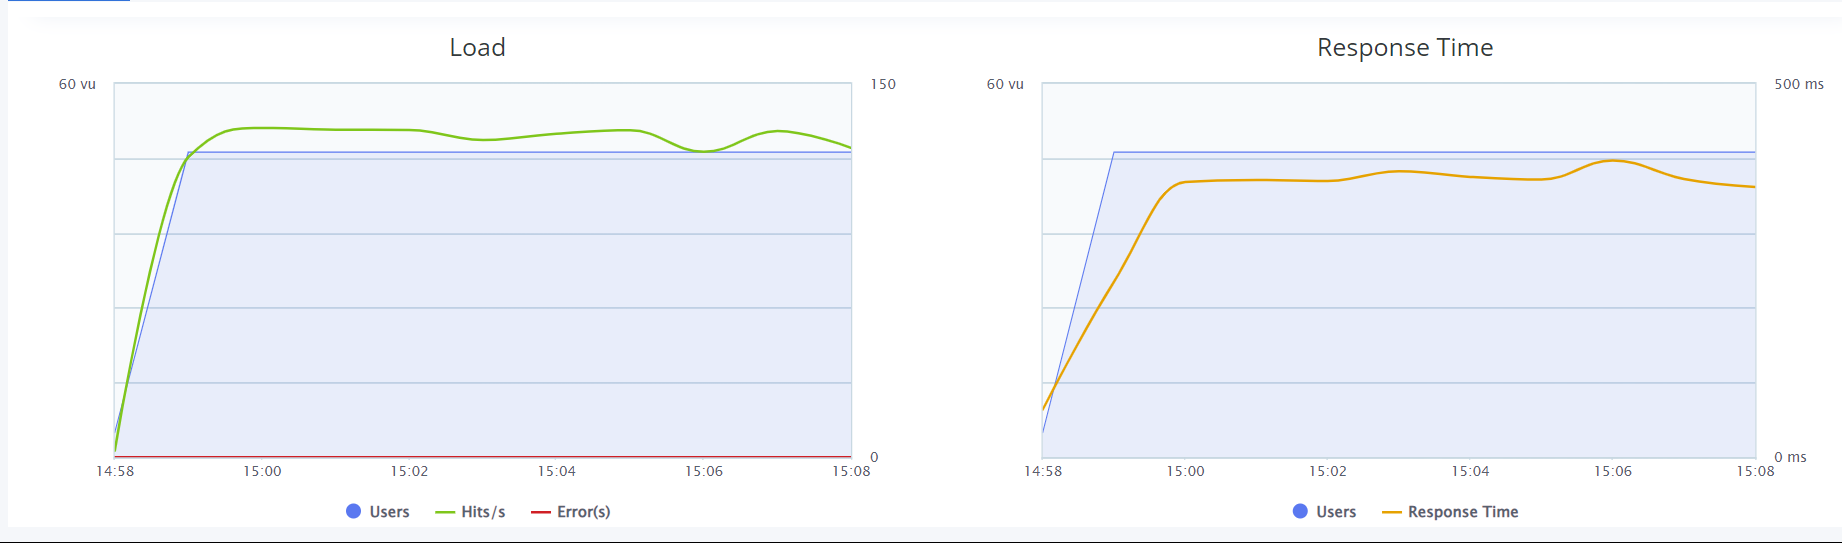 Load
60 vu
150
0
14:58 15:00 15:02 15:04 15:06 15:08
Users Hits/s Error(s)
Response Time
60 vu
500 ms
0 ms
14:58 15:00 15:02 15:04 15:06 15:08
Users Response Time